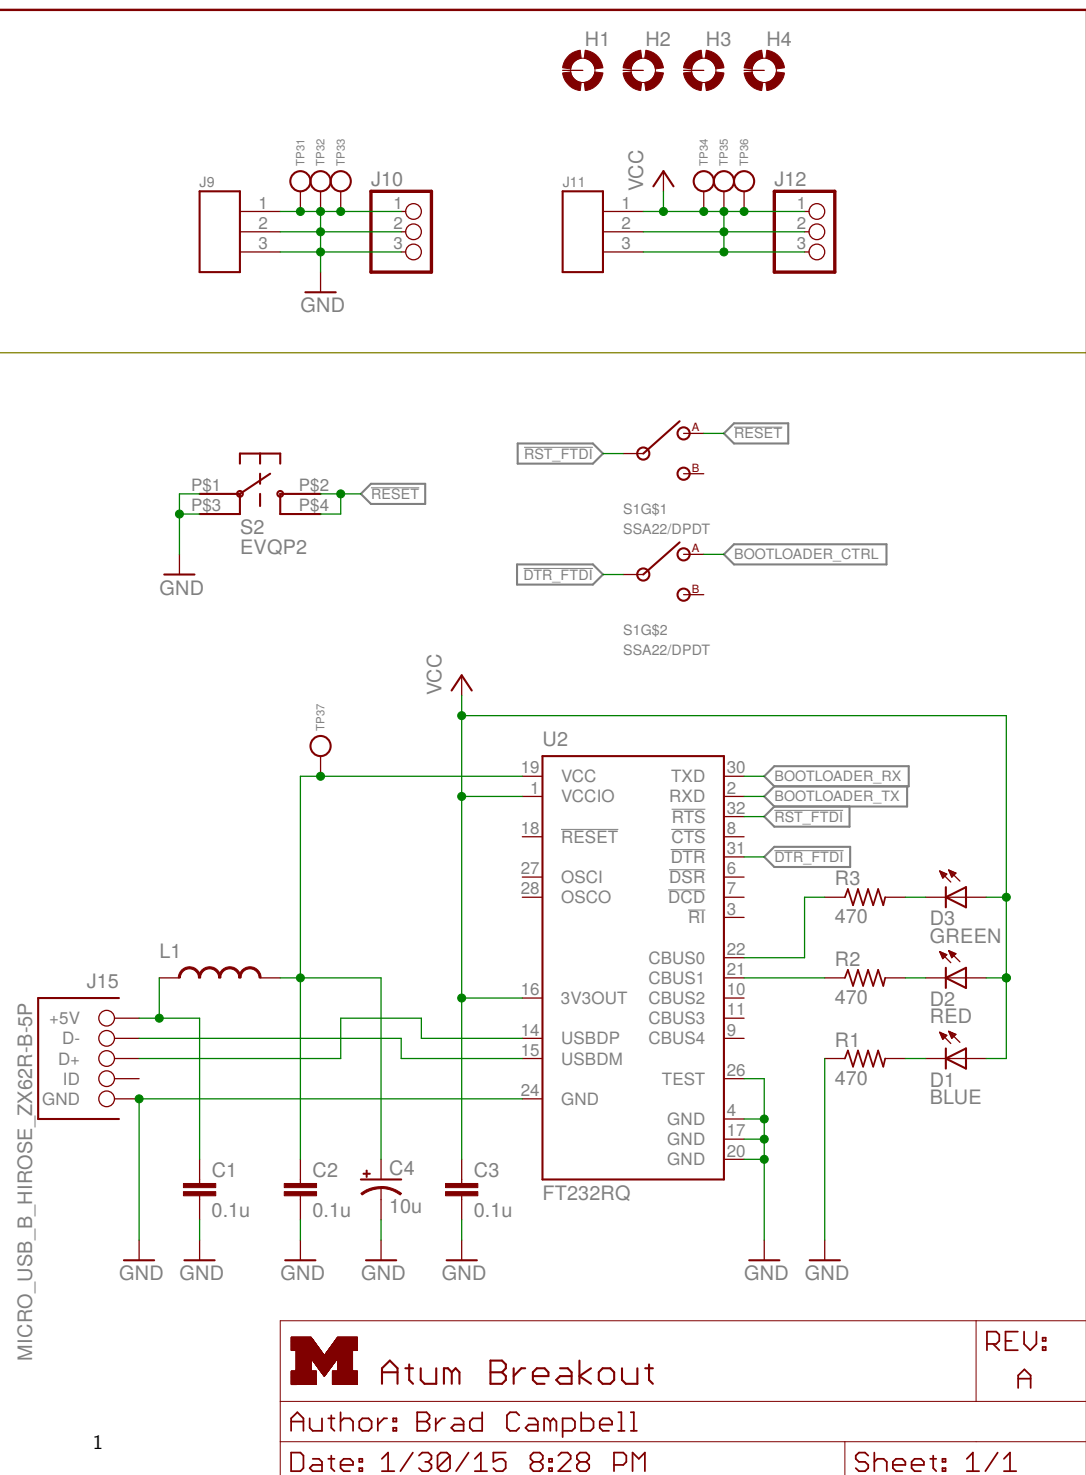 H1 H2 H3 H4
TP31 TP32 TP33
TP34 TP35 TP36
J9 J10
1 1
2 2
3 3
GND
J11 VCC J12
1 1
2 2
3 3
P$1 P$2
P$3 P$4
RESET
S2
EVQP2
GND
RST_FTDI A RESET
B
S1G$1
SSA22/DPDT
DTR_FTDI A BOOTLOADER_CTRL
B
S1G$2
SSA22/DPDT
VCC
TP37
U2
19 VCC TXD 30 BOOTLOADER_RX
1 VCCIO RXD 2 BOOTLOADER_TX
RTS 32 RST_FTDI
18 RESET CTS 8
DTR 31 DTR_FTDI
27 OSCI DSR 6
28 OSCO DCD 7
RI 3
R3
470
D3
GREEN
CBUS0 22
CBUS1 21
16 3V3OUT CBUS2 10
CBUS3 11
14 USBDP CBUS4 9
15 USBDM
TEST 26
24 GND
GND 4
GND 17
GND 20
FT232RQ
R2
470
D2
RED
R1
470
D1
BLUE
L1
J15
+5V
D-
D+
ID
GND
MICRO_USB_B_HIROSE_ZX62R-B-5P
C1
0.1u
C2
0.1u
+ C4
10u
C3
0.1u
GND GND GND GND GND GND GND
M Atum Breakout
REV:
A
Author: Brad Campbell
Date: 1/30/15 8:28 PM Sheet: 1/1
1